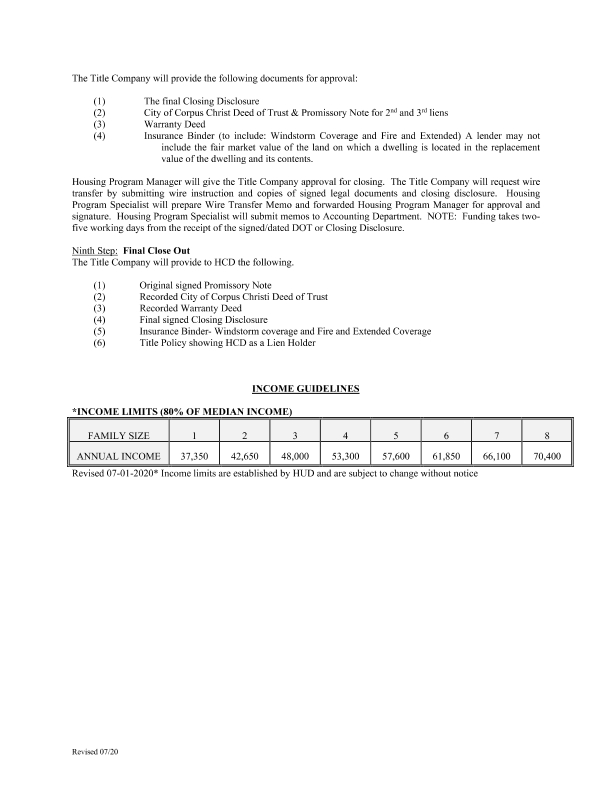 The Title Company will provide the following documents for approval:
(1) The final Closing Disclosure
(2) City of Corpus Christ Deed of Trust & Promissory Note for 2nd and 3rd liens
(3) Warranty Deed
(4) Insurance Binder (to include: Windstorm Coverage and Fire and Extended) A lender may not
include the fair market value of the land on which a dwelling is located in the replacement
value of the dwelling and its contents.
Housing Program Manager will give the Title Company approval for closing. The Title Company will request wire
transfer by submitting wire instruction and copies of signed legal documents and closing disclosure. Housing
Program Specialist will prepare Wire Transfer Memo and forwarded Housing Program Manager for approval and
signature. Housing Program Specialist will submit memos to Accounting Department. NOTE: Funding takes two-
five working days from the receipt of the signed/dated DOT or Closing Disclosure.
Ninth Step: Final Close Out
The Title Company will provide to HCD the following.
(1) Original signed Promissory Note
(2) Recorded City of Corpus Christi Deed of Trust
(3) Recorded Warranty Deed
(4) Final signed Closing Disclosure
(5) Insurance Binder- Windstorm coverage and Fire and Extended Coverage
(6) Title Policy showing HCD as a Lien Holder
INCOME GUIDELINES
*INCOME LIMITS (80% OF MEDIAN INCOME)
FAMILY SIZE 1 2 3 4 5 6 7 8
ANNUAL INCOME 37,350 42,650 48,000 53,300 57,600 61,850 66,100 70,400
Revised 07-01-2020* Income limits are established by HUD and are subject to change without notice
Revised 07/20